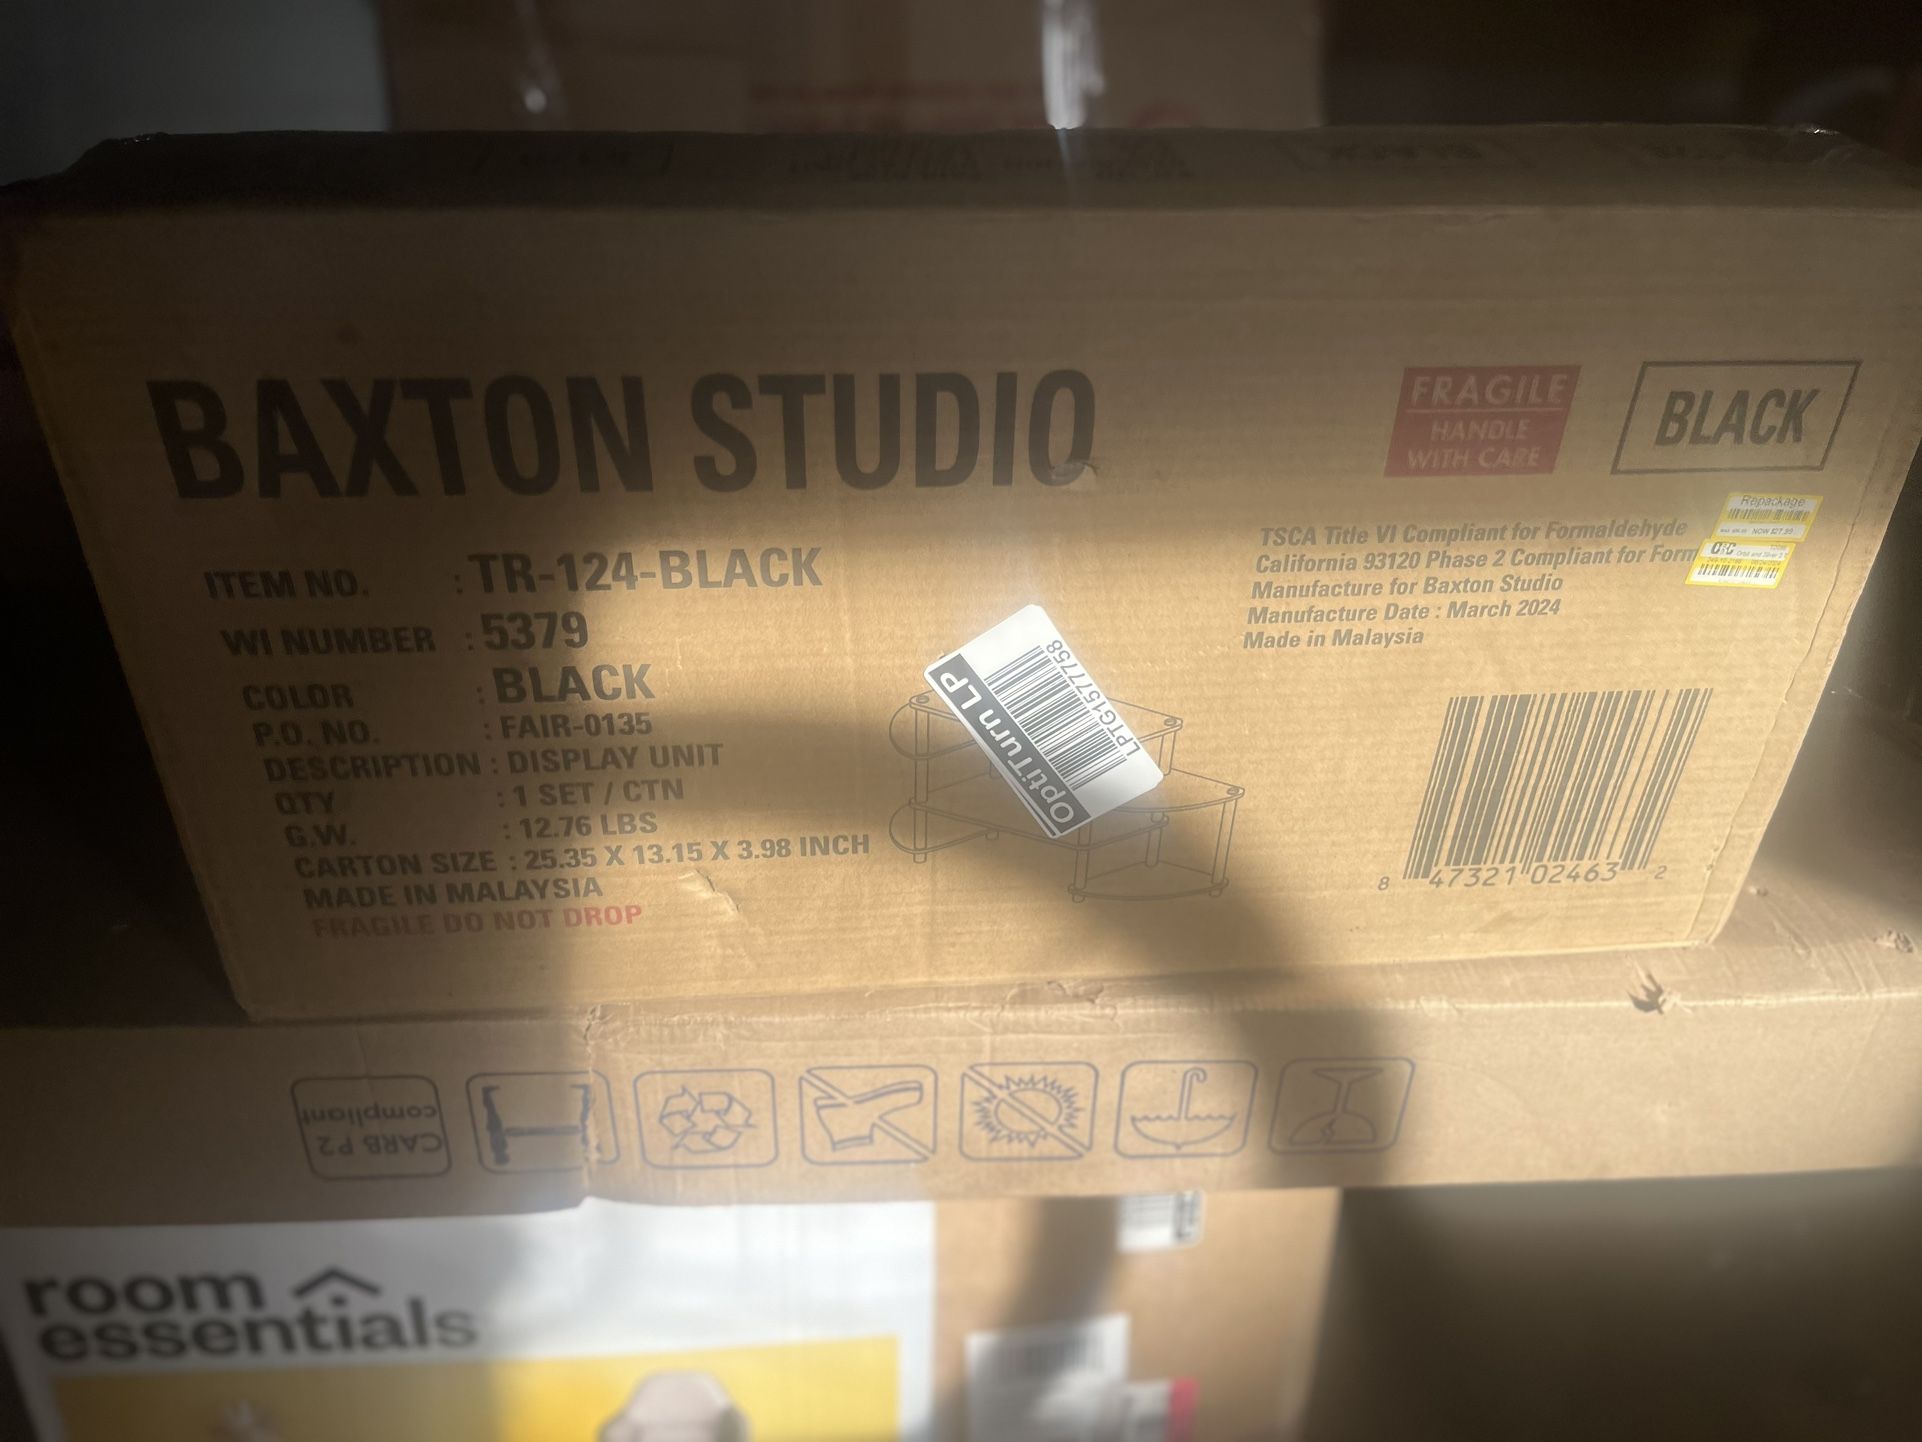 BAXTON STUDIO
FRAGILE
HANDLE
WITH CARE
BLACK
ITEM NO. : TR-124-BLACK
WI NUMBER : 5379
COLOR : BLACK
P.O. NO. : FAIR-0135
DESCRIPTION : DISPLAY UNIT
QTY : 1 SET / CTN
G.W. : 12.76 LBS
CARTON SIZE : 25.35 X 13.15 X 3.98 INCH
MADE IN MALAYSIA
FRAGILE DO NOT DROP
OptiTurn LP
LPTG1577758
TSCA Title VI Compliant for Formaldehyde
California 93120 Phase 2 Compliant for Form
Manufacture for Baxton Studio
Manufacture Date : March 2024
Made in Malaysia
Repackage
NOW $27.99
8 47321 02463 2
CARB P2
compliant
room
essentials